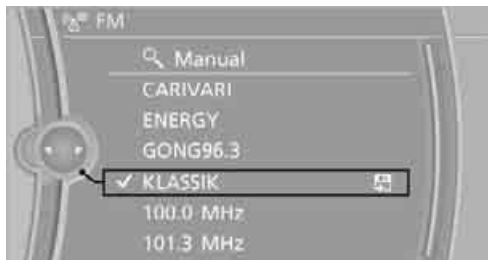 FM
Manual
CARIVARI
ENERGY
GONG96.3
KLASSIK
100.0 MHz
101.3 MHz